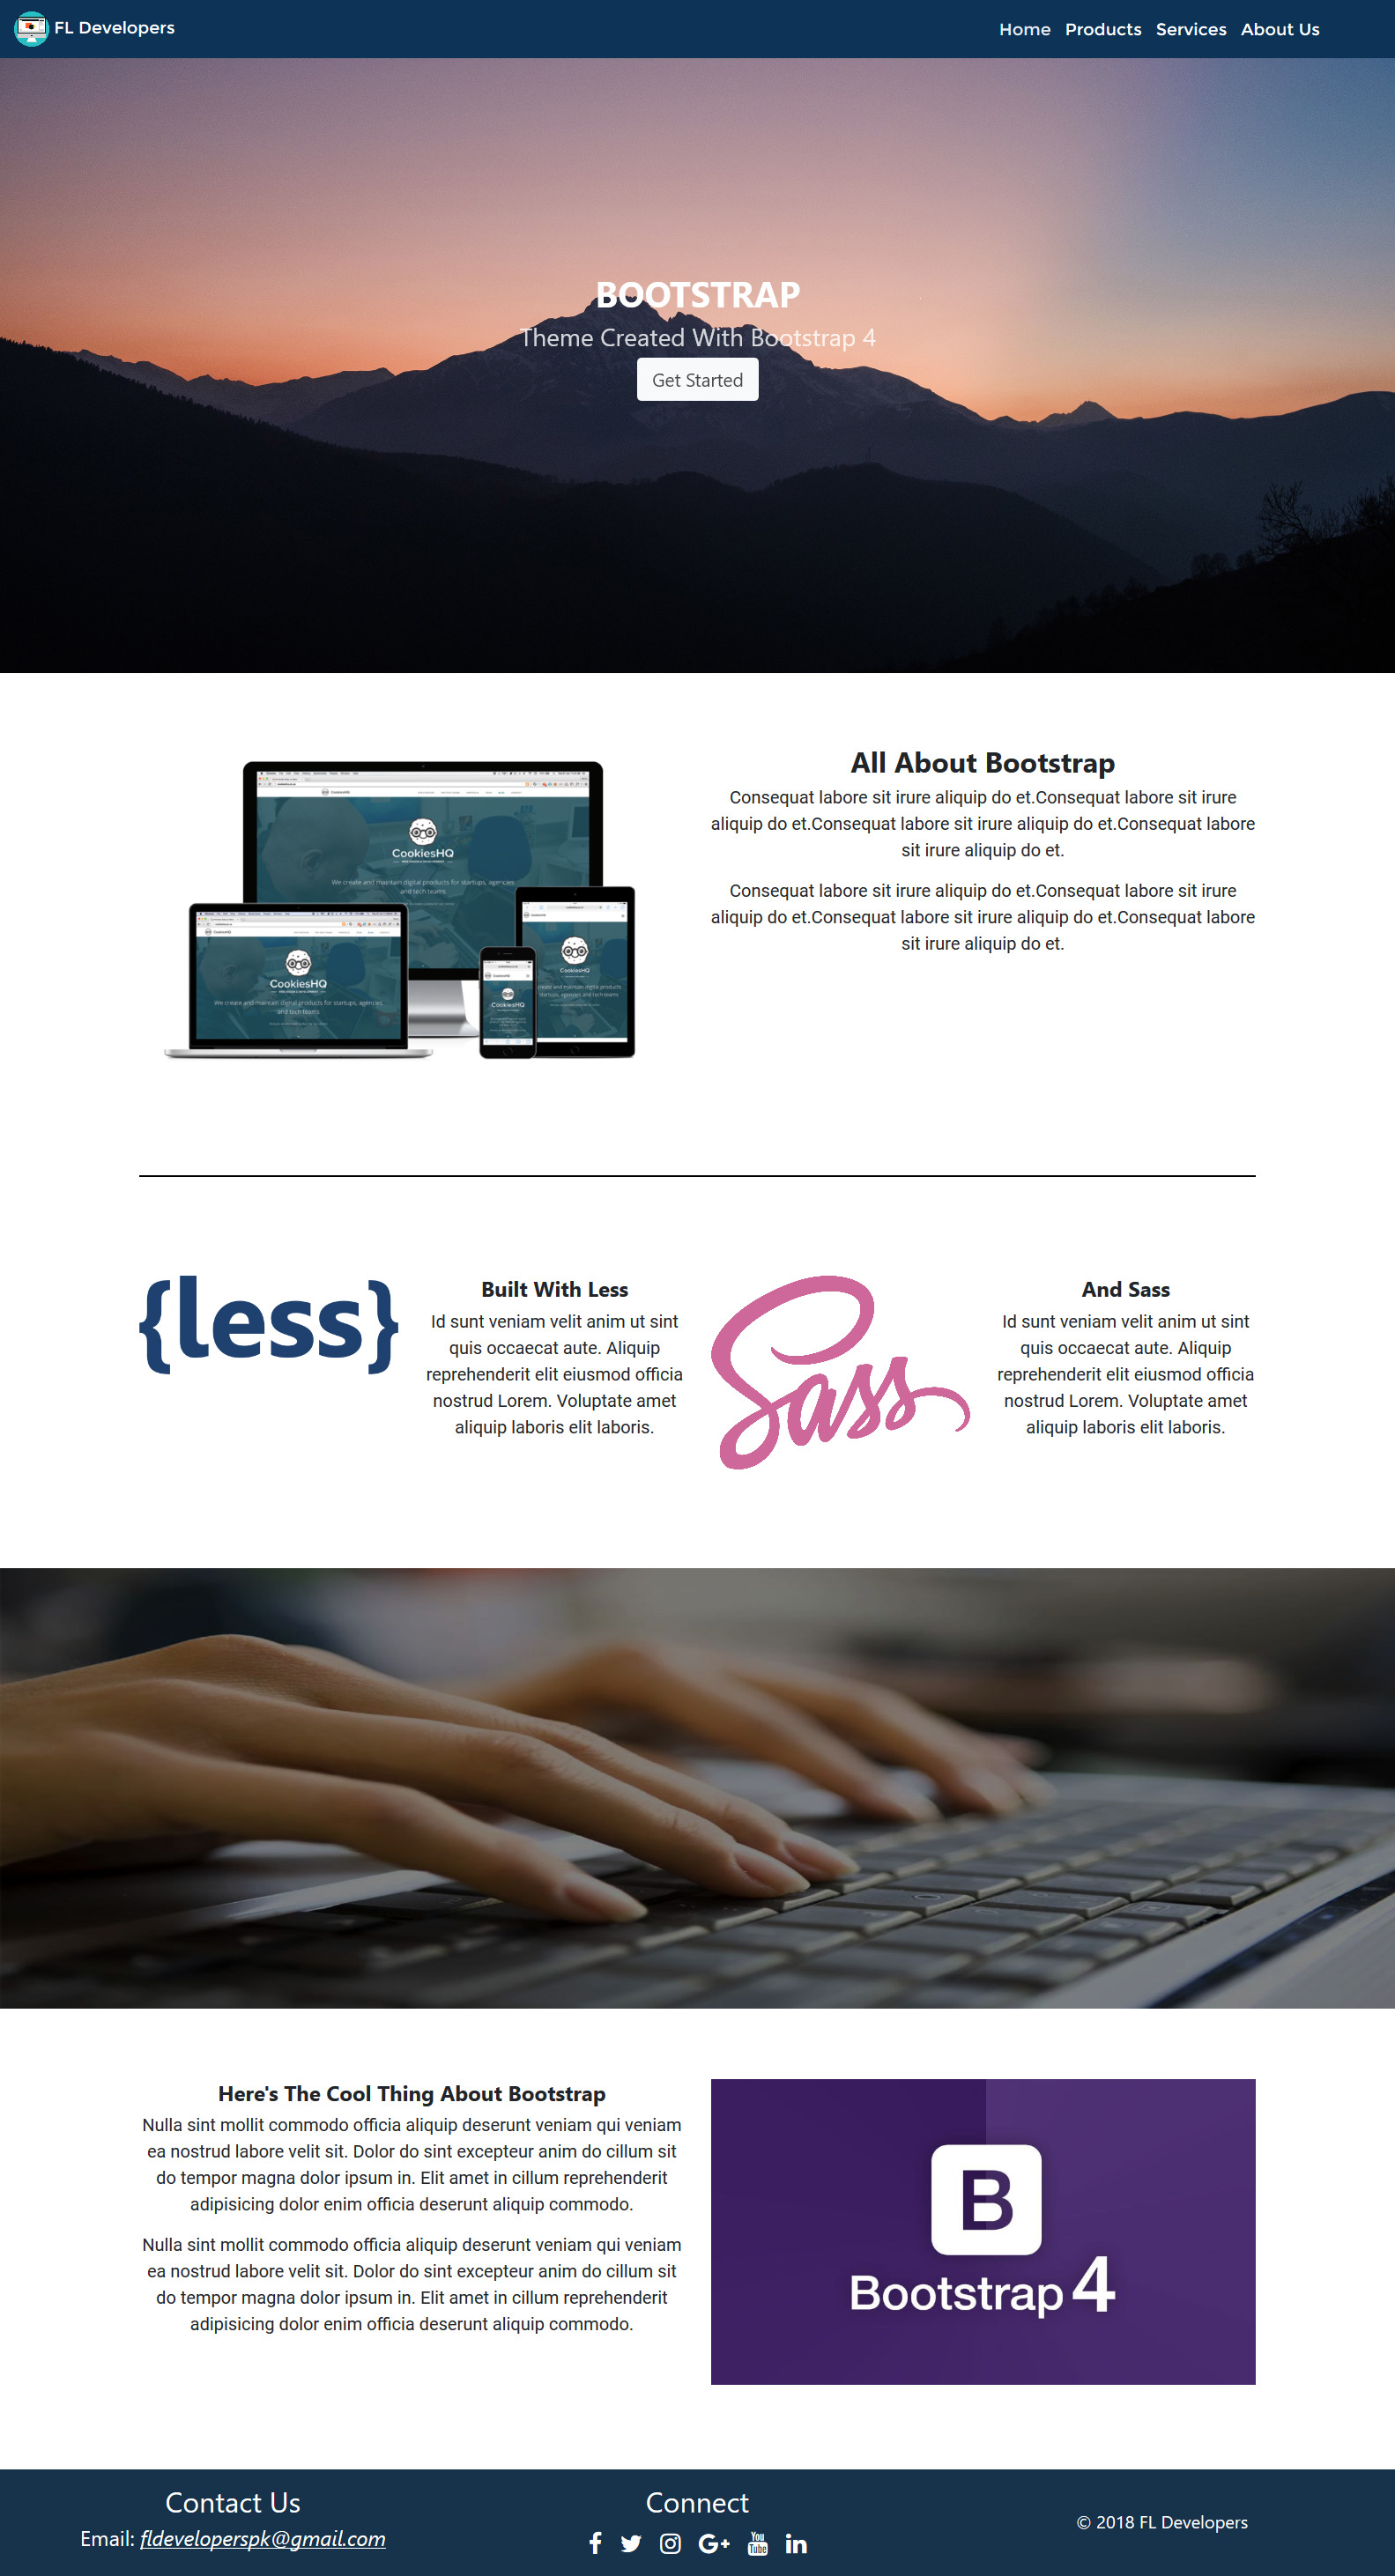 FL Developers
Home Products Services About Us
BOOTSTRAP
Theme Created With Bootstrap 4
Get Started
CookiesHQ
We create and maintain digital products for startups, agencies
and tech teams
CookiesHQ
We create and maintain digital products for startups, agencies,
and tech teams
CookiesHQ
CookiesHQ
All About Bootstrap
Consequat labore sit irure aliquip do et.Consequat labore sit irure
aliquip do et.Consequat labore sit irure aliquip do et.Consequat labore
sit irure aliquip do et.
Consequat labore sit irure aliquip do et.Consequat labore sit irure
aliquip do et.Consequat labore sit irure aliquip do et.Consequat labore
sit irure aliquip do et.
{less}
Built With Less
Id sunt veniam velit anim ut sint
quis occaecat aute. Aliquip
reprehenderit elit eiusmod officia
nostrud Lorem. Voluptate amet
aliquip laboris elit laboris.
Sass
And Sass
Id sunt veniam velit anim ut sint
quis occaecat aute. Aliquip
reprehenderit elit eiusmod officia
nostrud Lorem. Voluptate amet
aliquip laboris elit laboris.
Here's The Cool Thing About Bootstrap
Nulla sint mollit commodo officia aliquip deserunt veniam qui veniam
ea nostrud labore velit sit. Dolor do sint excepteur anim do cillum sit
do tempor magna dolor ipsum in. Elit amet in cillum reprehenderit
adipisicing dolor enim officia deserunt aliquip commodo.
Nulla sint mollit commodo officia aliquip deserunt veniam qui veniam
ea nostrud labore velit sit. Dolor do sint excepteur anim do cillum sit
do tempor magna dolor ipsum in. Elit amet in cillum reprehenderit
adipisicing dolor enim officia deserunt aliquip commodo.
B
Bootstrap 4
Contact Us
Email: fldeveloperspk@gmail.com
Connect
You
Tube
© 2018 FL Developers